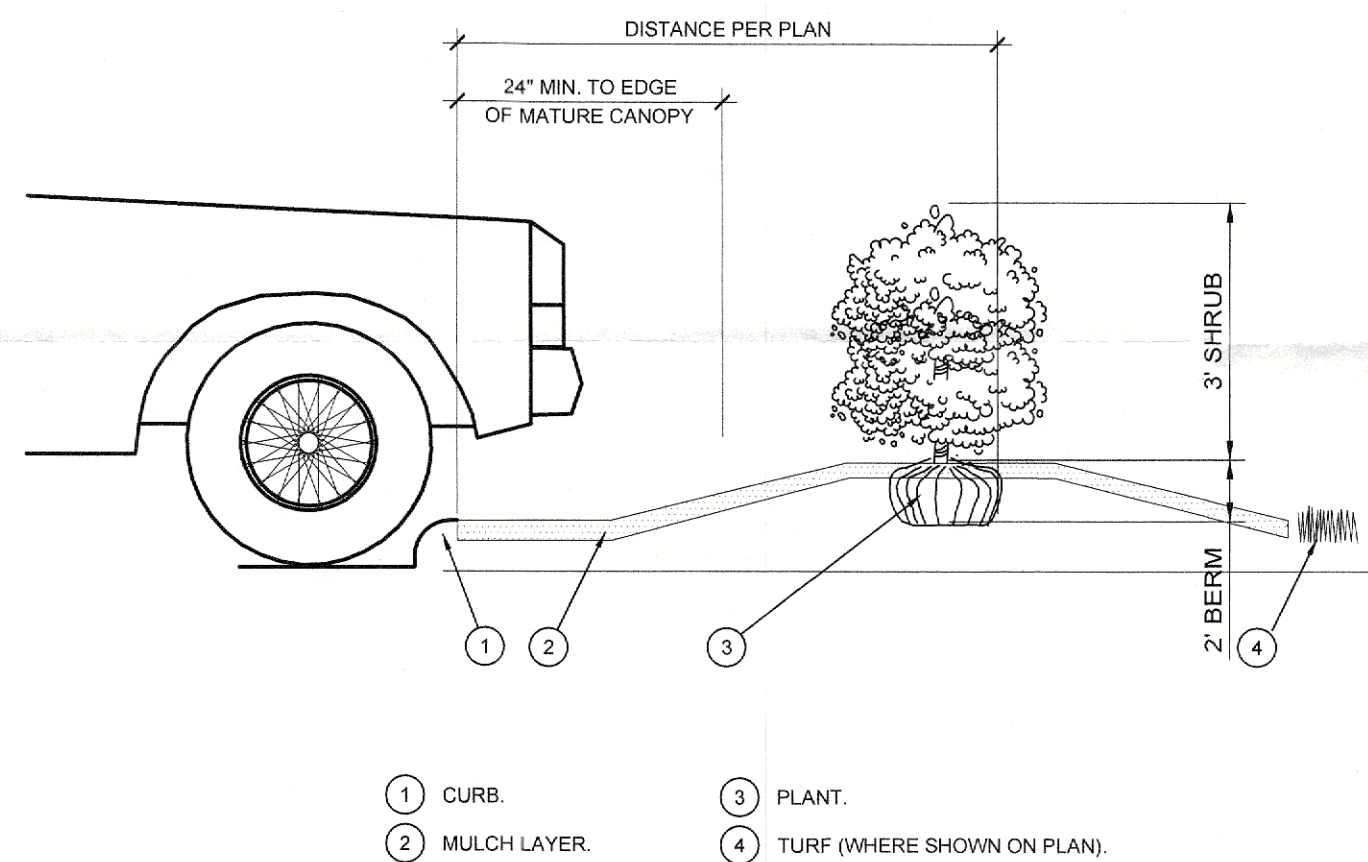 DISTANCE PER PLAN
24" MIN. TO EDGE
OF MATURE CANOPY
3' SHRUB
2' BERM
1
2
3
4
1 CURB.
2 MULCH LAYER.
3 PLANT.
4 TURF (WHERE SHOWN ON PLAN).